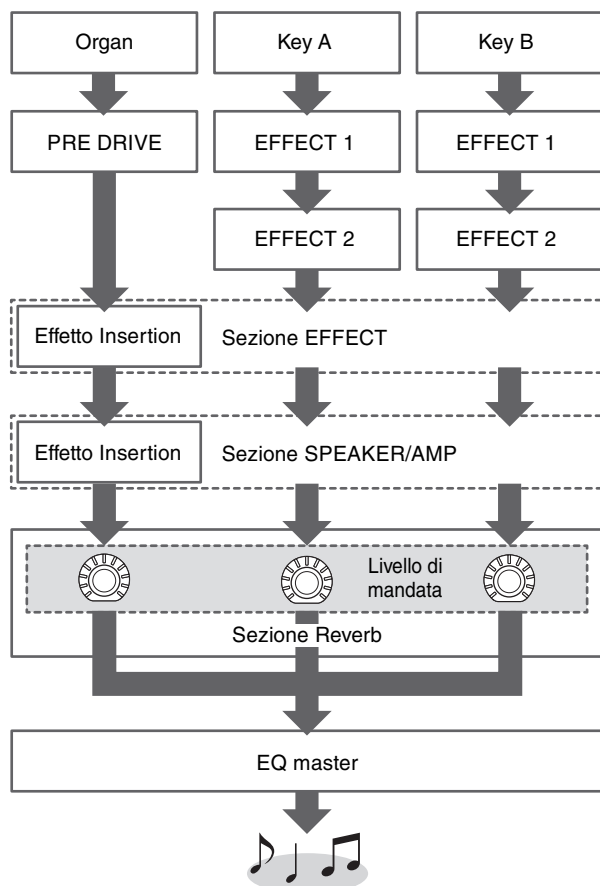 Organ
Key A
Key B
PRE DRIVE
EFFECT 1
EFFECT 1
EFFECT 2
EFFECT 2
Effetto Insertion
Sezione EFFECT
Effetto Insertion
Sezione SPEAKER/AMP
Livello di
mandata
Sezione Reverb
EQ master